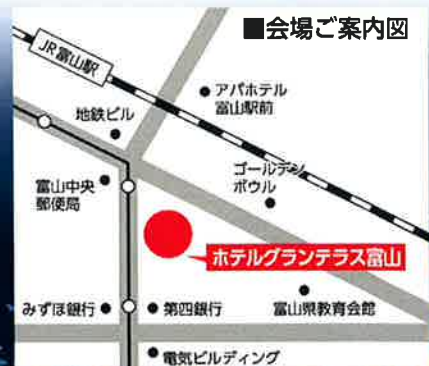 ■会場ご案内図
JR富山駅
アパホテル
富山駅前
地鉄ビル
ゴールデン
ボウル
富山中央
郵便局
ホテルグランテラス富山
みずほ銀行
第四銀行
富山県教育会館
電気ビルディング